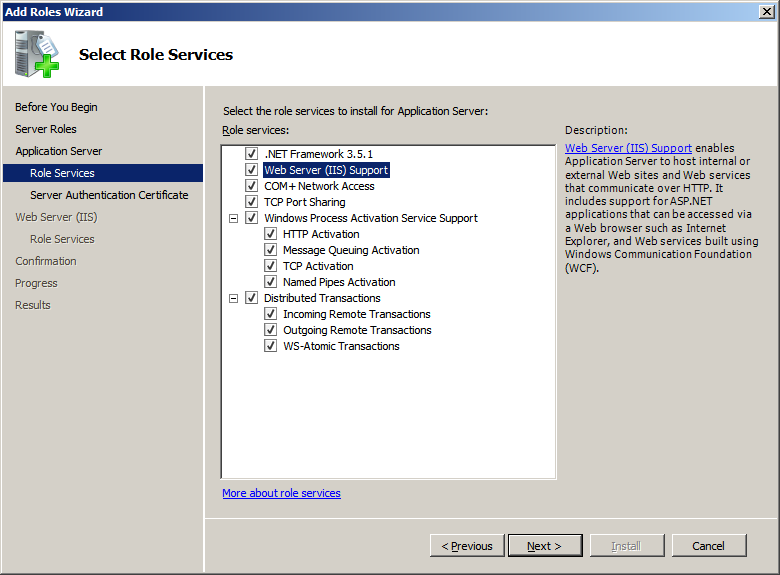 Add Roles Wizard
Select Role Services
Before You Begin
Server Roles
Application Server
Role Services
Server Authentication Certificate
Web Server (IIS)
Role Services
Confirmation
Progress
Results
Select the role services to install for Application Server:
Role services:
.NET Framework 3.5.1
Web Server (IIS) Support
COM+ Network Access
TCP Port Sharing
Windows Process Activation Service Support
HTTP Activation
Message Queuing Activation
TCP Activation
Named Pipes Activation
Distributed Transactions
Incoming Remote Transactions
Outgoing Remote Transactions
WS-Atomic Transactions
More about role services
Description:
Web Server (IIS) Support enables
Application Server to host internal or
external Web sites and Web services
that communicate over HTTP. It
includes support for ASP.NET
applications that can be accessed via
a Web browser such as Internet
Explorer, and Web services built using
Windows Communication Foundation
(WCF).
< Previous
Next >
Install
Cancel